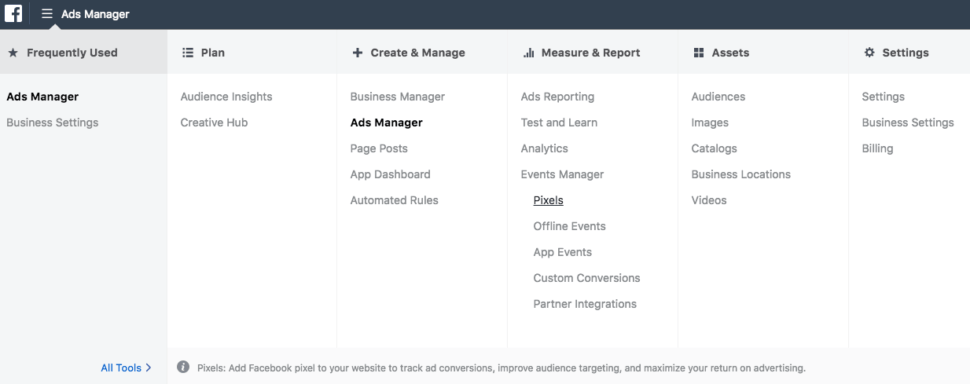 f Ads Manager
Frequently Used
Ads Manager
Business Settings
All Tools
Plan
Audience Insights
Creative Hub
Create & Manage
Business Manager
Ads Manager
Page Posts
App Dashboard
Automated Rules
Measure & Report
Ads Reporting
Test and Learn
Analytics
Events Manager
Pixels
Offline Events
App Events
Custom Conversions
Partner Integrations
Assets
Audiences
Images
Catalogs
Business Locations
Videos
Settings
Settings
Business Settings
Billing
Pixels: Add Facebook pixel to your website to track ad conversions, improve audience targeting, and maximize your return on advertising.